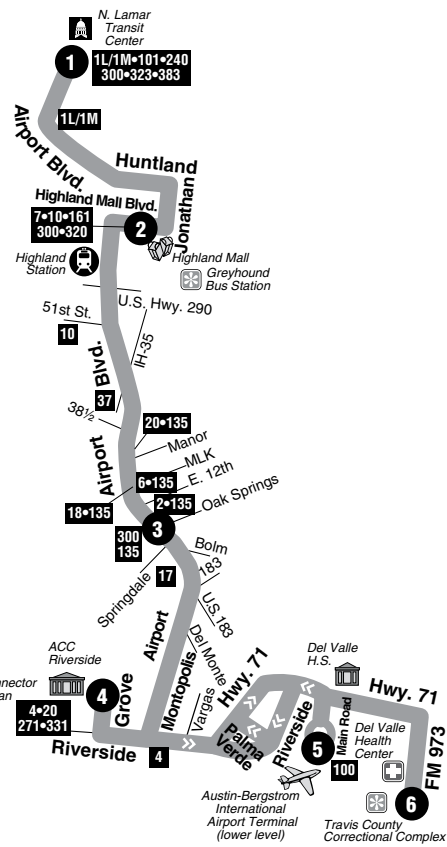 N. Lamar
Transit
Center
1
1L/1M•101•240
300•323•383
1L/1M
Airport Blvd.
Huntland
Jonathan
Highland Mall Blvd.
7•10•161
300•320
2
Highland Mall
Highland
Station
Greyhound
Bus Station
U.S. Hwy. 290
51st St.
10
IH-35
Airport Blvd.
37
38½
20•135
Manor
MLK
6•135
E. 12th
2•135
Oak Springs
18•135
3
300
135
Bolm
183
Springdale
17
U.S.183
Airport
Montopolis
Del Monte
Vargas
ACC
Riverside
nnector
an
4
Grove
4•20
271•331
Riverside
4
Hwy. 71
Palma
Verde
Riverside
Del Valle
H.S.
Hwy. 71
Main Road
5
100
Del Valle
Health
Center
FM 973
6
Austin-Bergstrom
International
Airport Terminal
(lower level)
Travis County
Correctional Complex